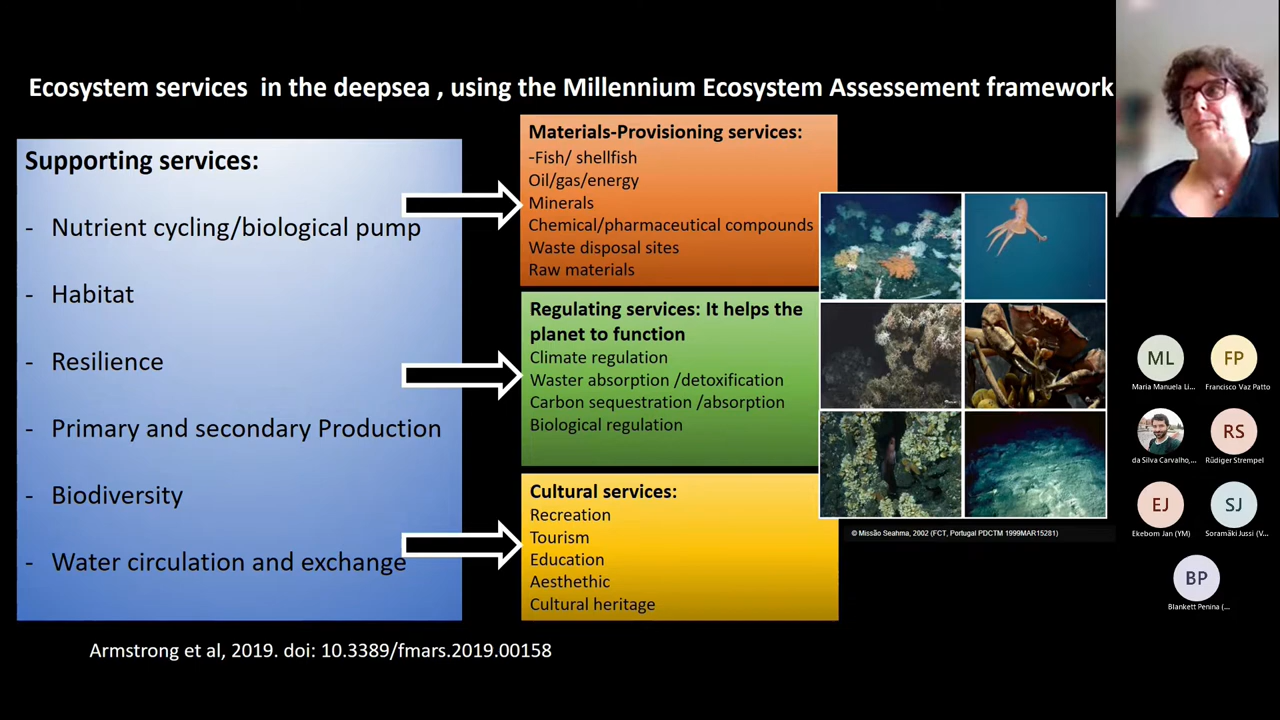 Ecosystem services in the deepsea , using the Millennium Ecosystem Assessement framework
Supporting services:
- Nutrient cycling/biological pump
- Habitat
- Resilience
- Primary and secondary Production
- Biodiversity
- Water circulation and exchange
Materials-Provisioning services:
-Fish/ shellfish
Oil/gas/energy
Minerals
Chemical/pharmaceutical compounds
Waste disposal sites
Raw materials
Regulating services: It helps the
planet to function
Climate regulation
Waster absorption /detoxification
Carbon sequestration /absorption
Biological regulation
Cultural services:
Recreation
Tourism
Education
Aesthethic
Cultural heritage
© Missão Seahma, 2002 (FCT, Portugal PDCTM 1999MAR15281)
Armstrong et al, 2019. doi: 10.3389/fmars.2019.00158
ML
Maria Manuela Li...
FP
Francisco Vaz Patto
da Silva Carvalho,...
RS
Rüdiger Strempel
EJ
Ekebom Jan (YM)
SJ
Soramäki Jussi (V...
BP
Blankett Penina (...